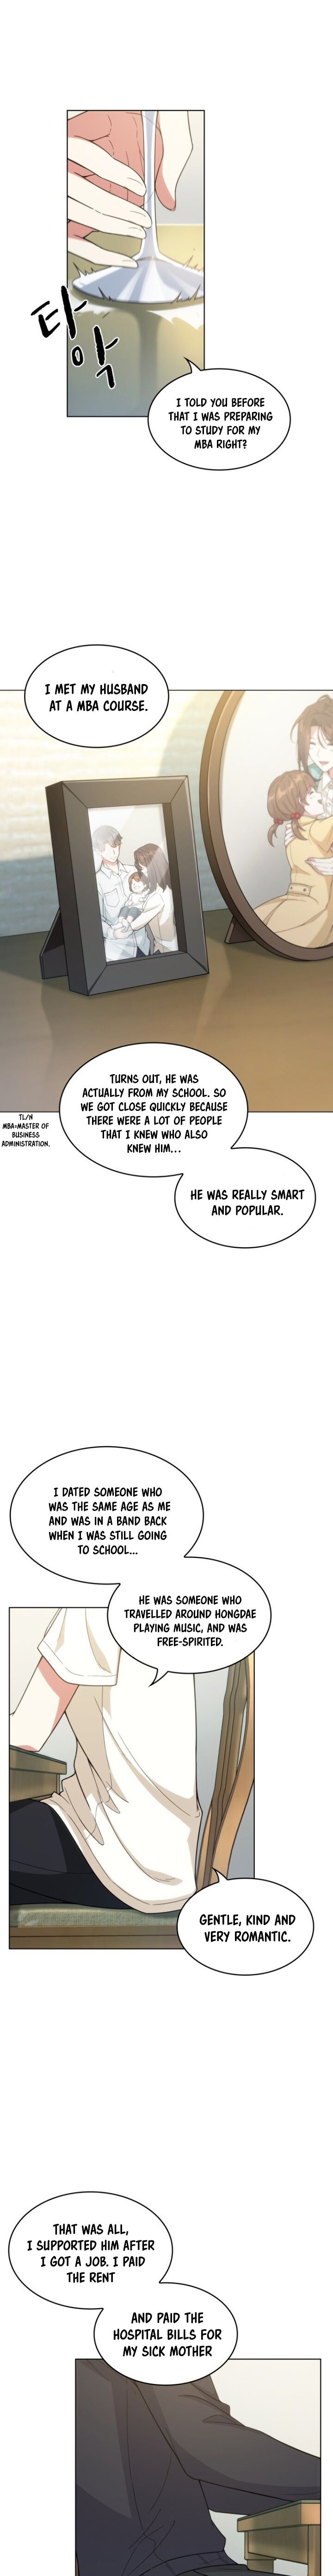 타악
I TOLD YOU BEFORE
THAT I WAS PREPARING
TO STUDY FOR MY
MBA RIGHT?
I MET MY HUSBAND
AT A MBA COURSE.
TURNS OUT, HE WAS
ACTUALLY FROM MY SCHOOL. SO
WE GOT CLOSE QUICKLY BECAUSE
THERE WERE A LOT OF PEOPLE
THAT I KNEW WHO ALSO
KNEW HIM...
TL/N
MBA=MASTER OF
BUSINESS
ADMINISTRATION.
HE WAS REALLY SMART
AND POPULAR.
I DATED SOMEONE WHO
WAS THE SAME AGE AS ME
AND WAS IN A BAND BACK
WHEN I WAS STILL GOING
TO SCHOOL...
HE WAS SOMEONE WHO
TRAVELLED AROUND HONGDAE
PLAYING MUSIC, AND WAS
FREE-SPIRITED.
GENTLE, KIND AND
VERY ROMANTIC.
THAT WAS ALL,
I SUPPORTED HIM AFTER
I GOT A JOB. I PAID
THE RENT
AND PAID THE
HOSPITAL BILLS FOR
MY SICK MOTHER